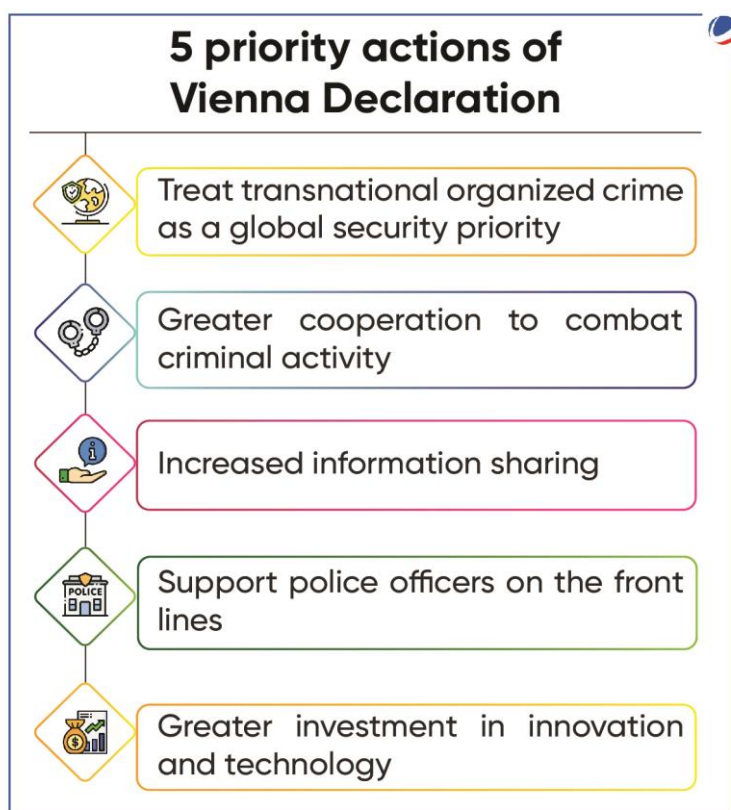 5 priority actions of
Vienna Declaration
Treat transnational organized crime
as a global security priority
Greater cooperation to combat
criminal activity
i
Increased information sharing
POLICE
Support police officers on the front
lines
$
Greater investment in innovation
and technology